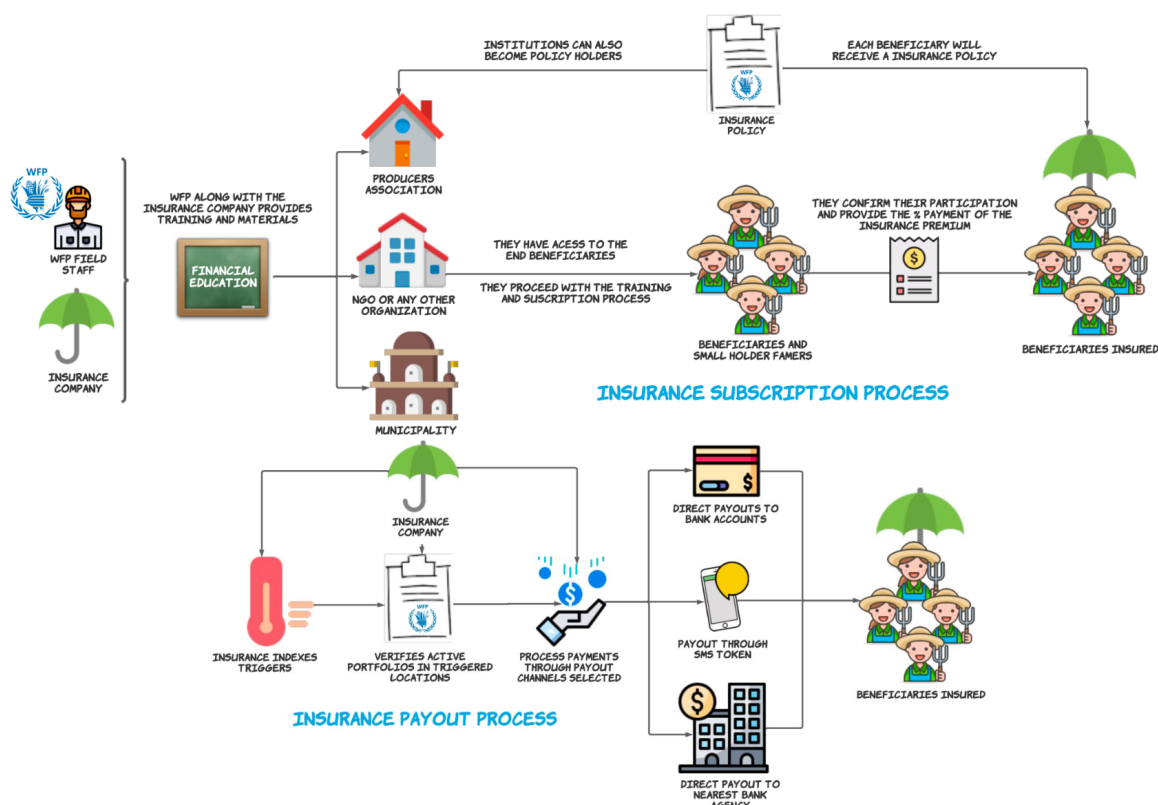 INSTITUTIONS CAN ALSO
BECOME POLICY HOLDERS
EACH BENEFICIARY WILL
RECEIVE A INSURANCE POLICY
WFP
INSURANCE
POLICY
PRODUCERS
ASSOCIATION
WFP
WFP FIELD
STAFF
WFP ALONG WITH THE
INSURANCE COMPANY PROVIDES
TRAINING AND MATERIALS
FINANCIAL
EDUCATION
INSURANCE
COMPANY
NGO OR ANY OTHER
ORGANIZATION
THEY HAVE ACESS TO THE
END BENEFICIARIES
THEY PROCEED WITH THE TRAINING
AND SUSCRIPTION PROCESS
BENEFICIARIES AND
SMALL HOLDER FAMERS
THEY CONFIRM THEIR PARTICIPATION
AND PROVIDE THE % PAYMENT OF THE
INSURANCE PREMIUM
$
BENEFICIARIES INSURED
MUNICIPALITY
INSURANCE SUBSCRIPTION PROCESS
INSURANCE
COMPANY
INSURANCE INDEXES
TRIGGERS
WFP
VERIFIES ACTIVE
PORTFOLIOS IN TRIGGERED
LOCATIONS
$
PROCESS PAYMENTS
THROUGH PAYOUT
CHANNELS SELECTED
$
DIRECT PAYOUTS TO
BANK ACCOUNTS
PAYOUT THROUGH
SMS TOKEN
$
DIRECT PAYOUT TO
NEAREST BANK
AGENCY
BENEFICIARIES INSURED
INSURANCE PAYOUT PROCESS